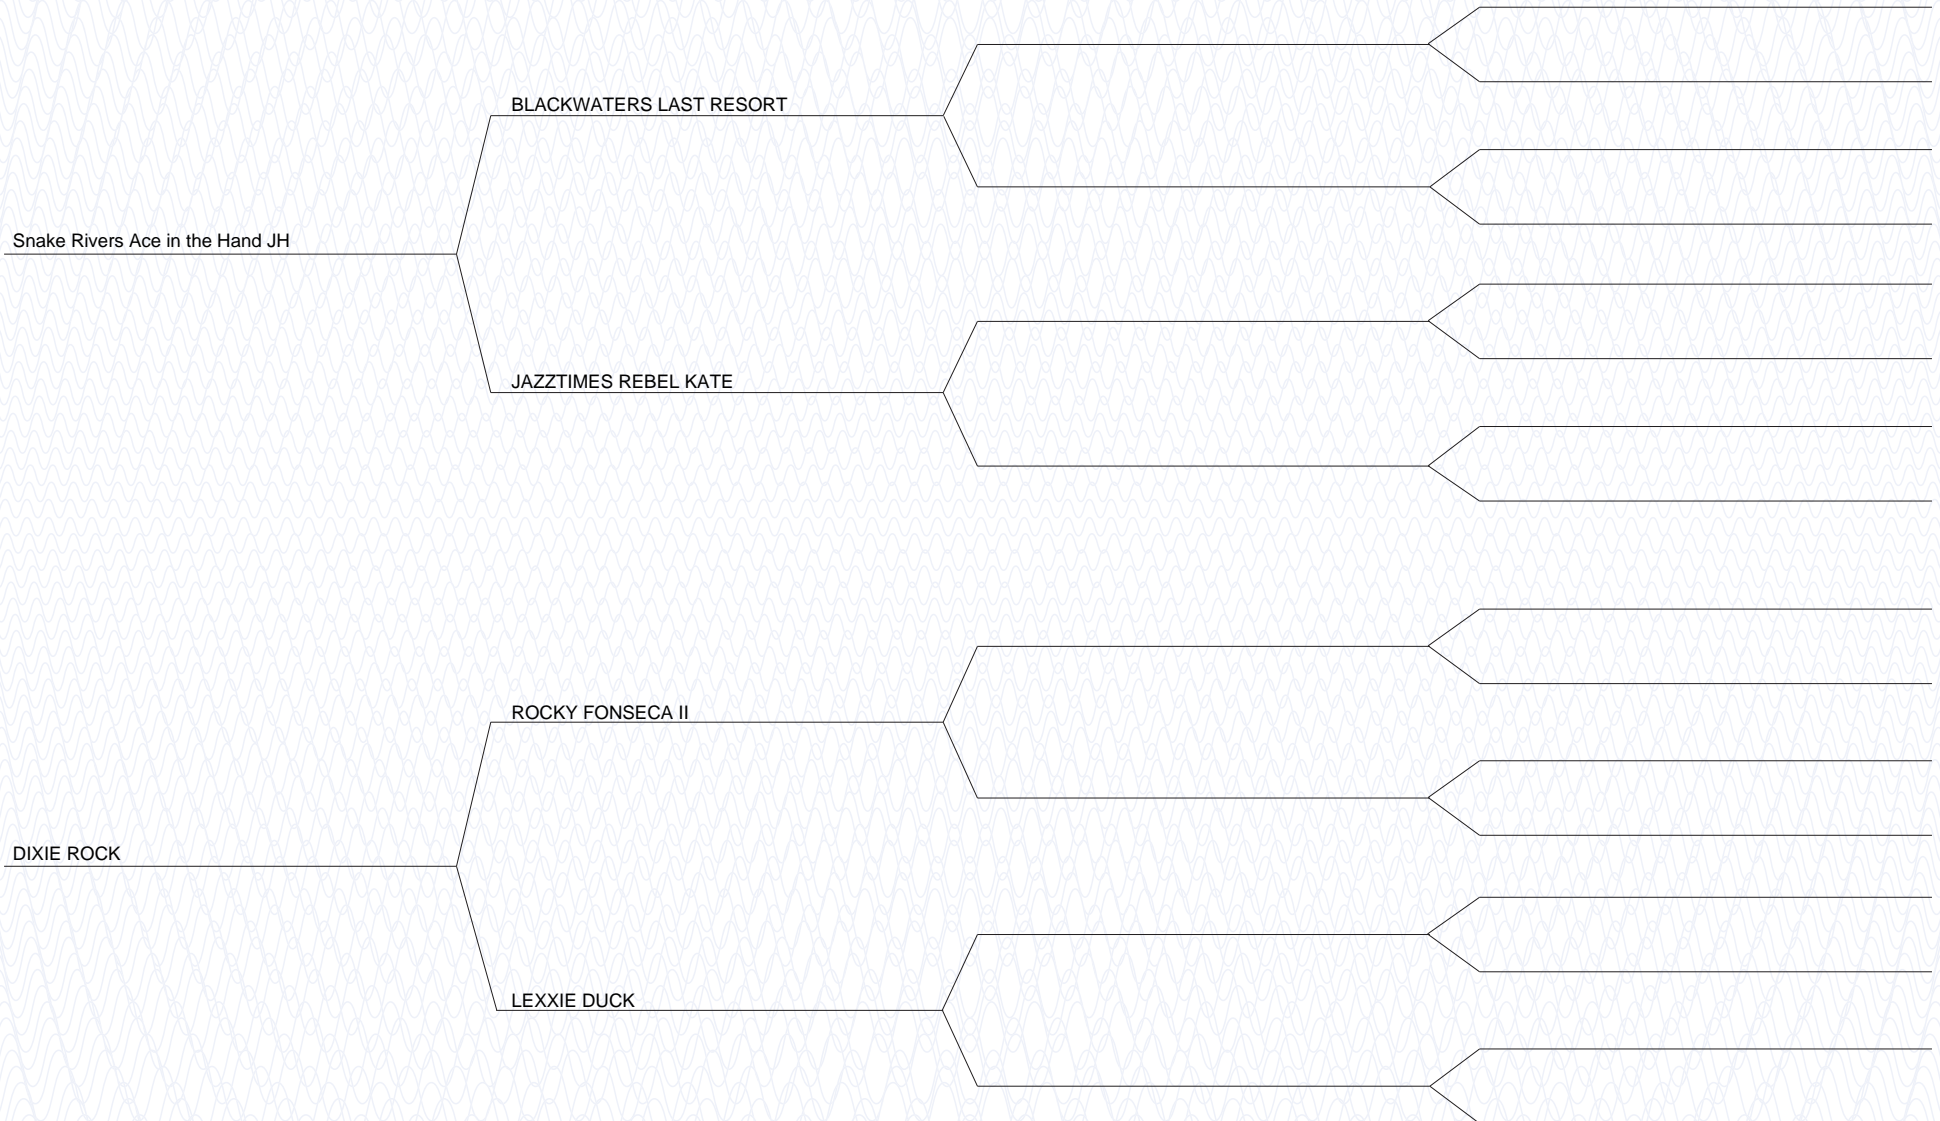 BLACKWATERS LAST RESORT
Snake Rivers Ace in the Hand JH
JAZZTIMES REBEL KATE
ROCKY FONSECA II
DIXIE ROCK
LEXXIE DUCK